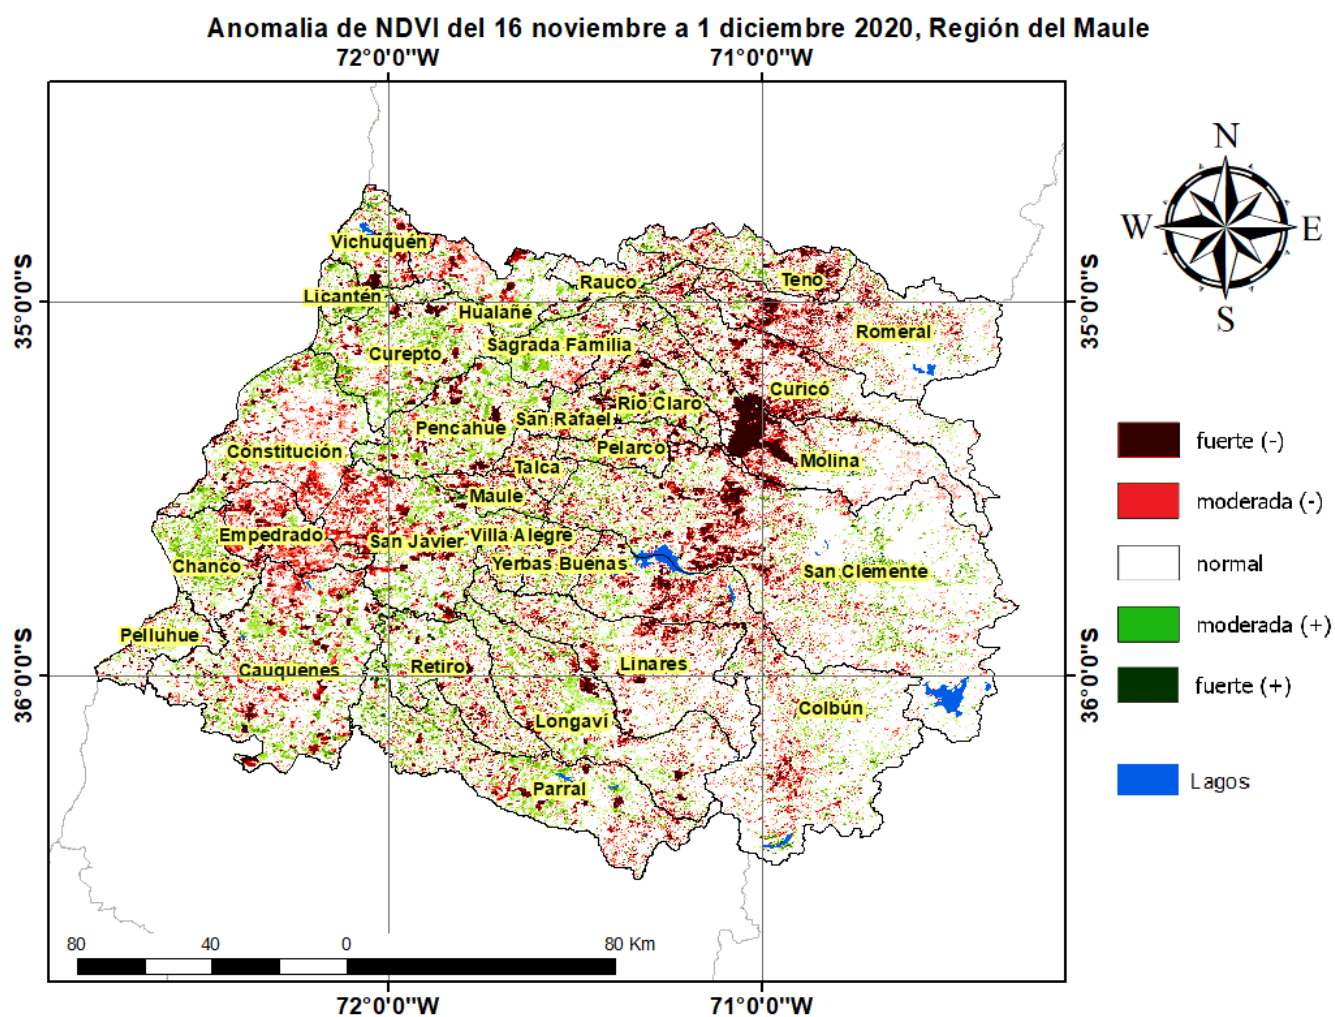 Anomalia de NDVI del 16 noviembre a 1 diciembre 2020, Región del Maule
72°0'0"W 71°0'0"W
N
W E
S
35°0'0"S 35°0'0"S
Vichuquén
Licantén
Rauco
Teno
Hualañé
Romeral
Sagrada Familia
Curepto
Curicó
Río Claro
San Rafael
Pencahue
Constitución
Pelarco
Molina
Talca
Maule
Empedrado
San Javier
Villa Alegre
Chanco
Yerbas Buenas
San Clemente
Pelluhue
Cauquenes
Retiro
Linares
Colbún
Longaví
Parral
36°0'0"S 36°0'0"S
fuerte (-)
moderada (-)
normal
moderada (+)
fuerte (+)
Lagos
80 40 0 80 Km
72°0'0"W 71°0'0"W